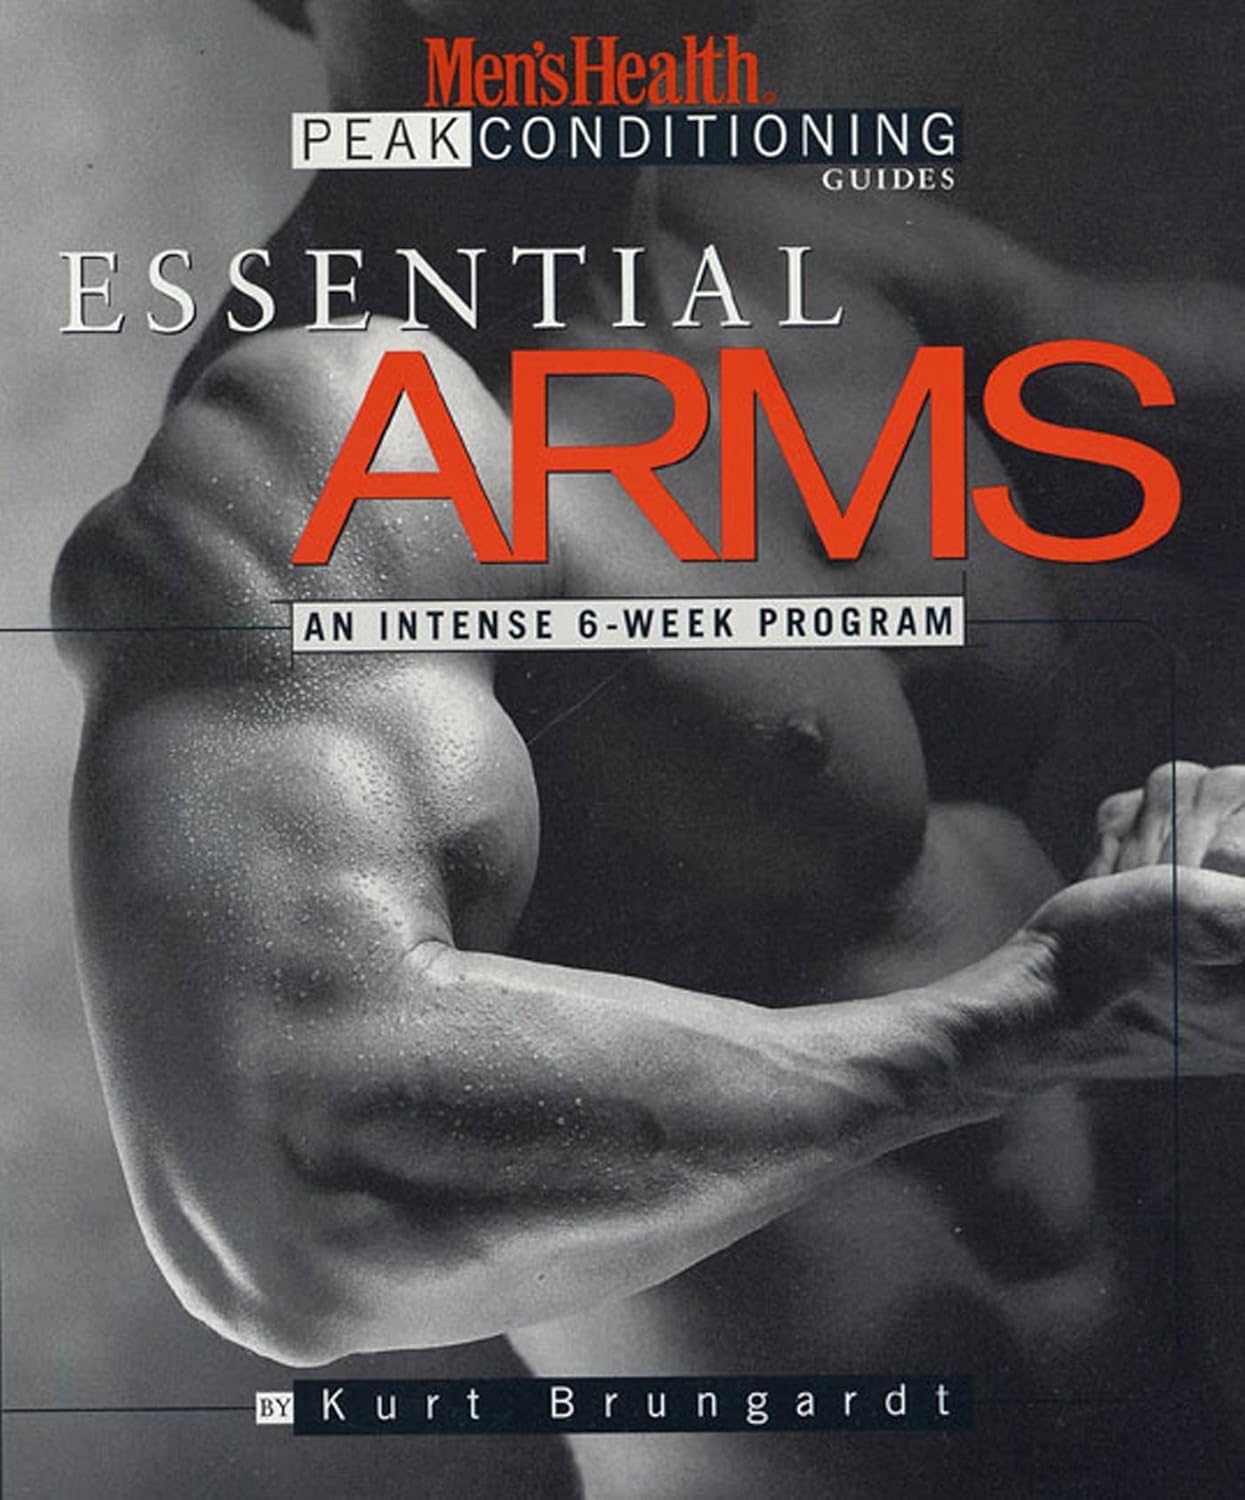 Men'sHealth®
PEAK CONDITIONING
GUIDES
ESSENTIAL
ARMS
AN INTENSE 6-WEEK PROGRAM
BY Kurt Brungardt